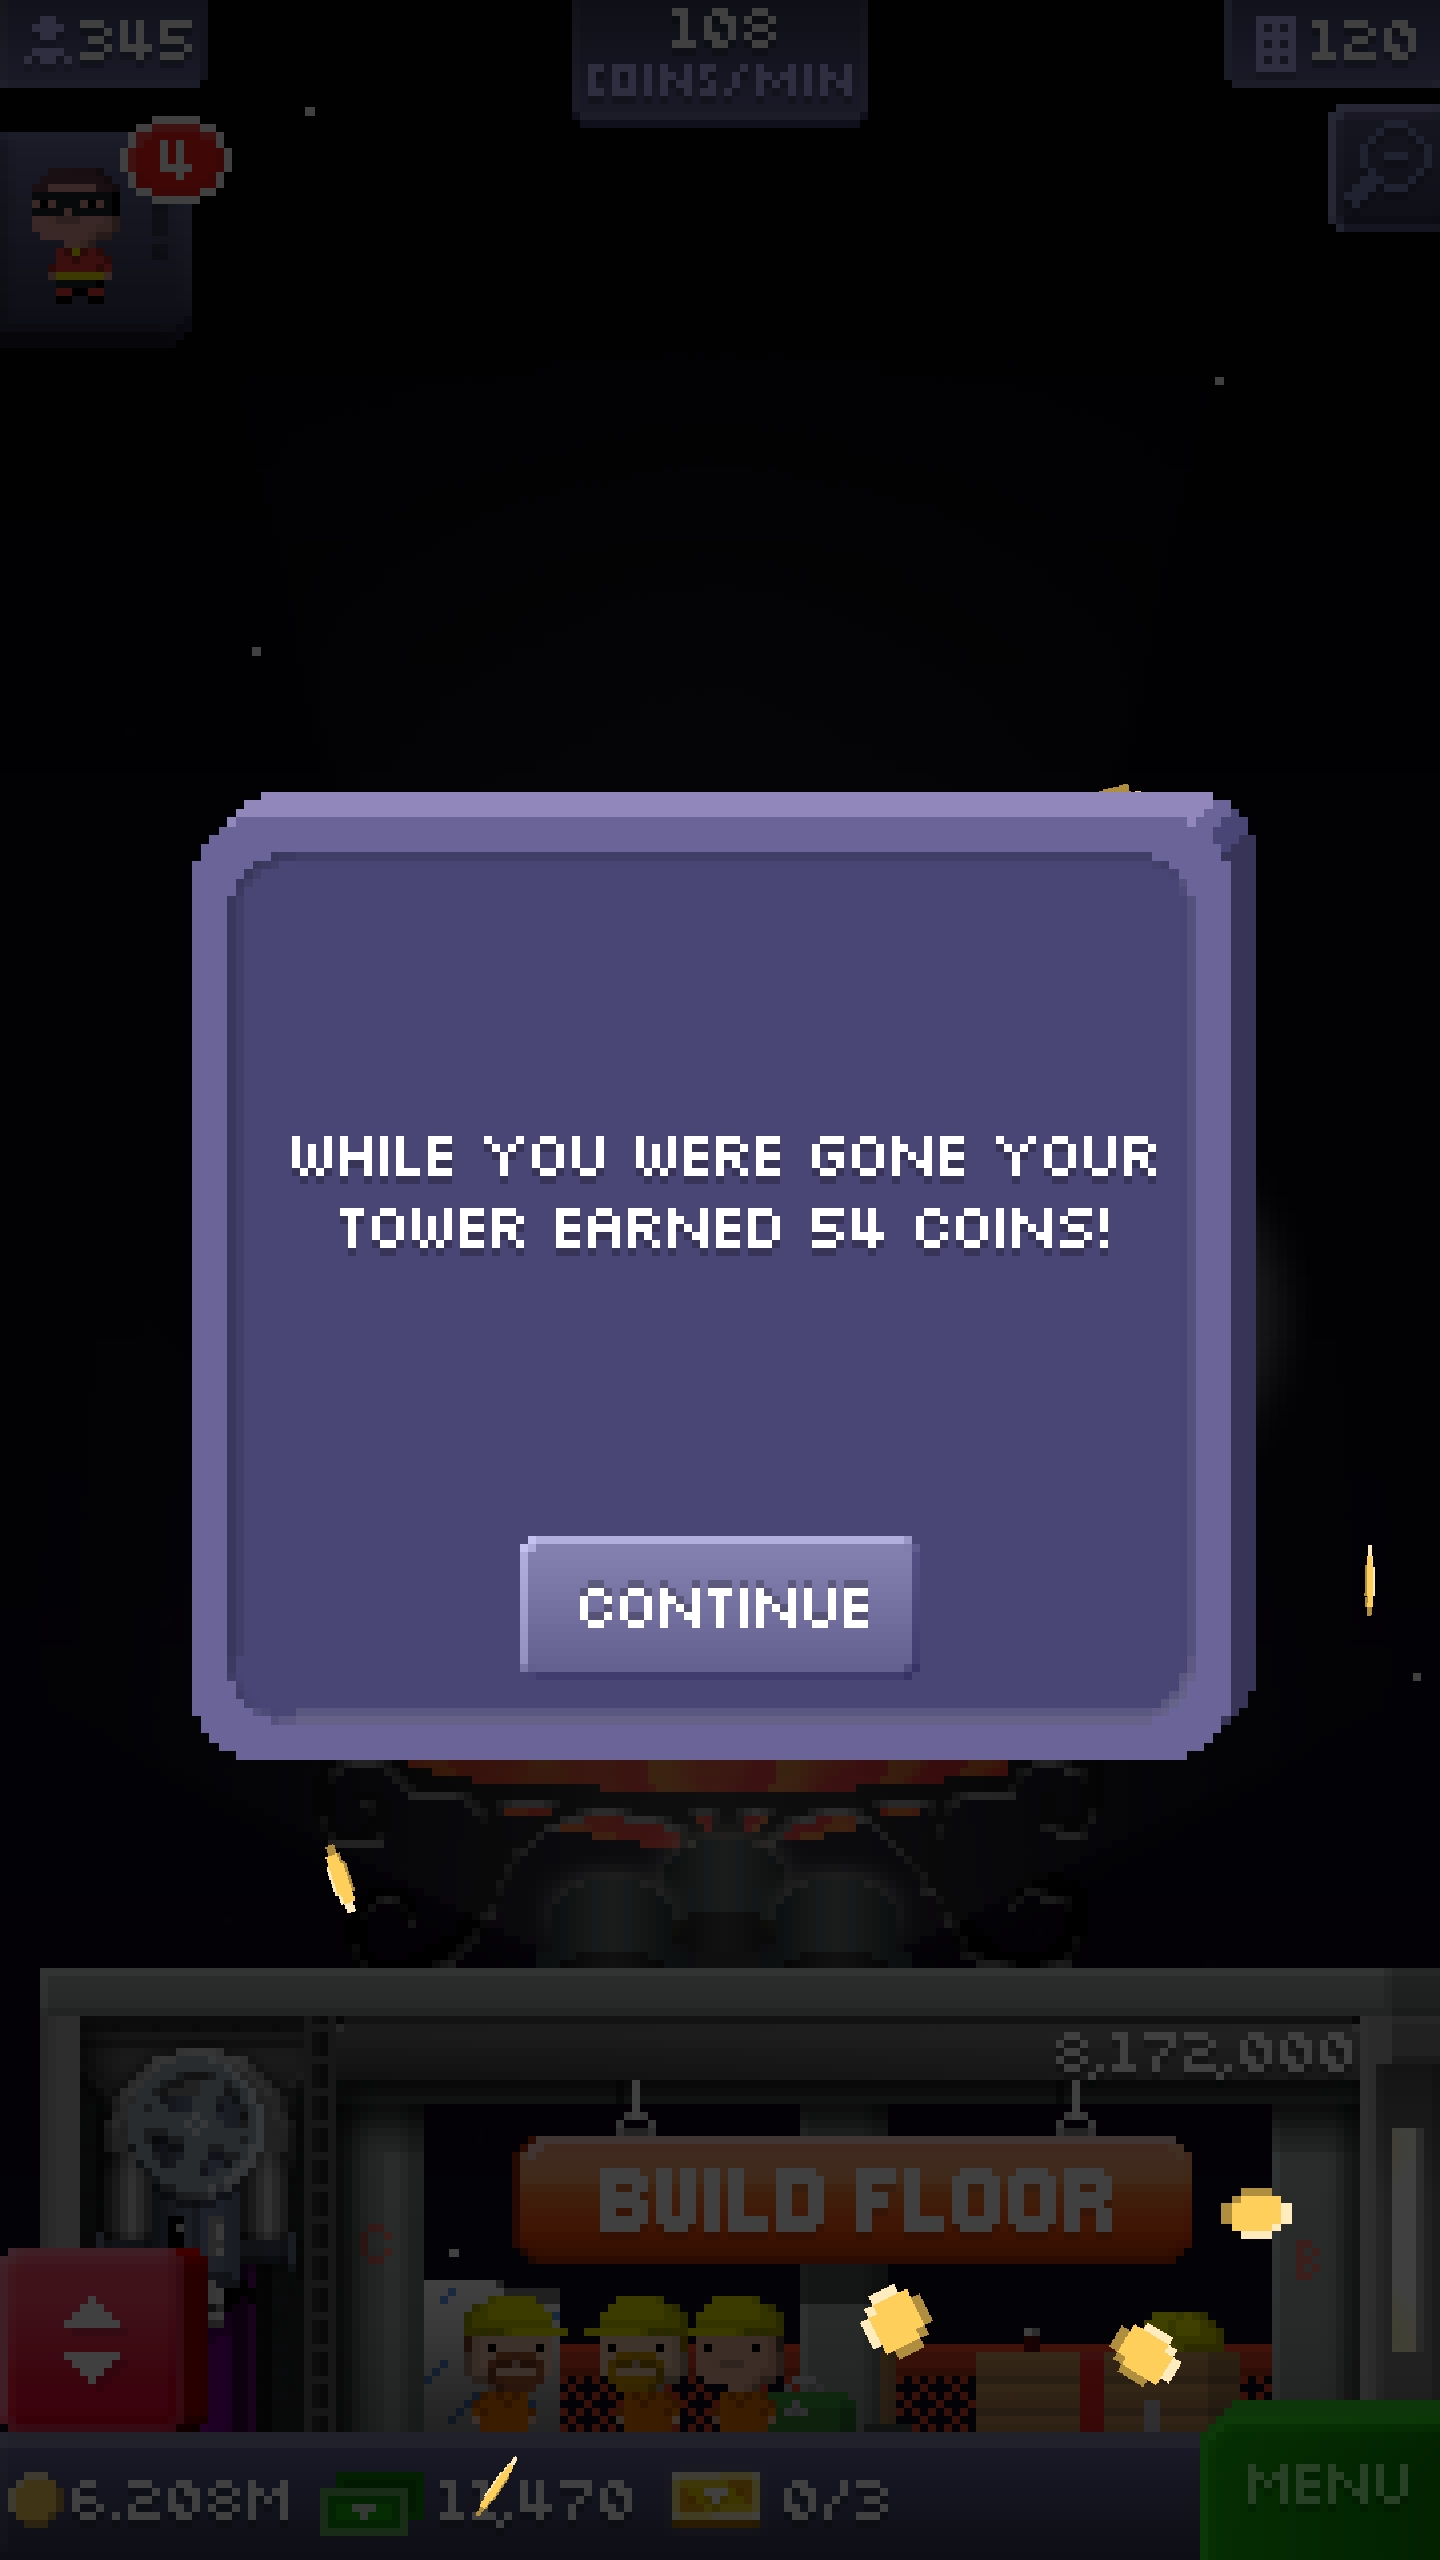 345
108
COINS/MIN
120
4
WHILE YOU WERE GONE YOUR
TOWER EARNED 54 COINS!
CONTINUE
8,172,000
BUILD FLOOR
C
B
6.208M
0/3
MENU